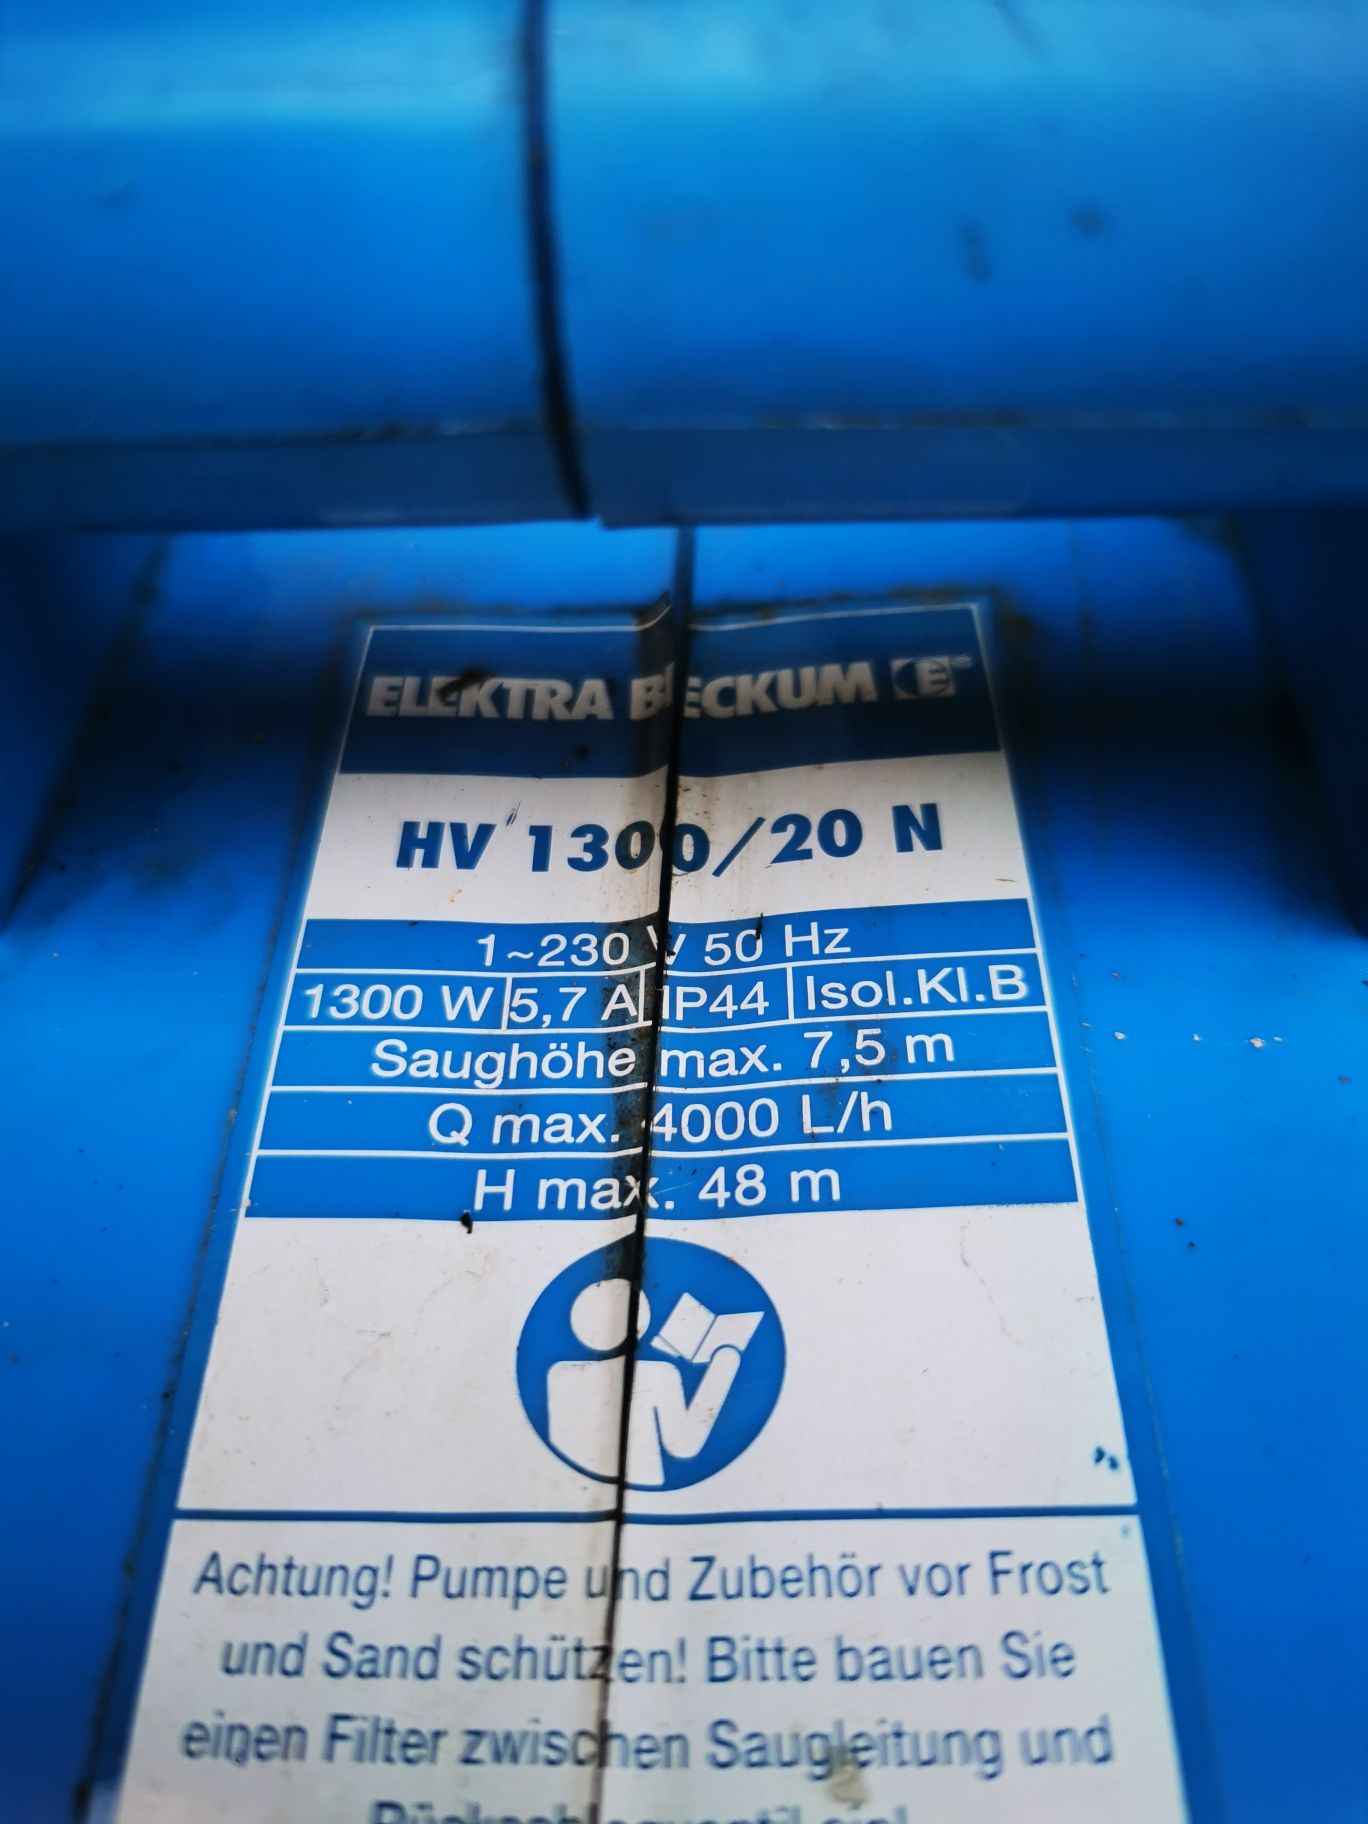 ELEKTRA BECKUM E®
HV 1300/20 N
1~230 V 50 Hz
1300 W 5,7 A IP44 Isol.Kl.B
Saughöhe max. 7,5 m
Q max. 4000 L/h
H max. 48 m
Achtung! Pumpe und Zubehör vor Frost
und Sand schützen! Bitte bauen Sie
einen Filter zwischen Saugleitung und